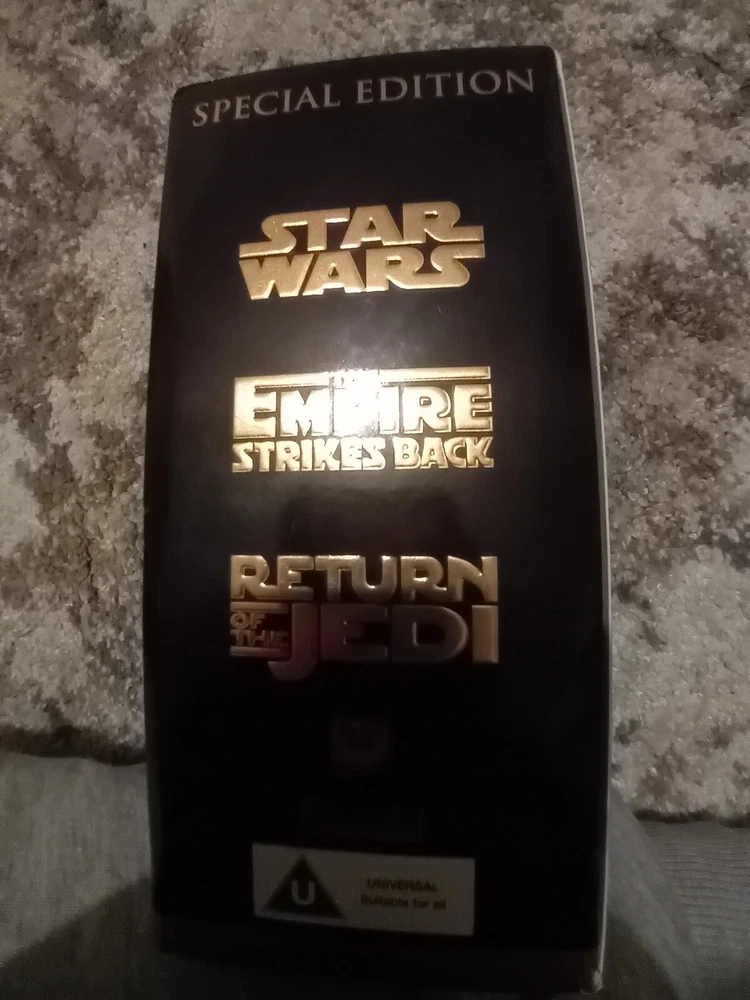 SPECIAL EDITION
STAR
WARS
EMPIRE
STRIKES BACK
RETURN
OF
THE JEDI
U
UNIVERSAL
Suitable for all